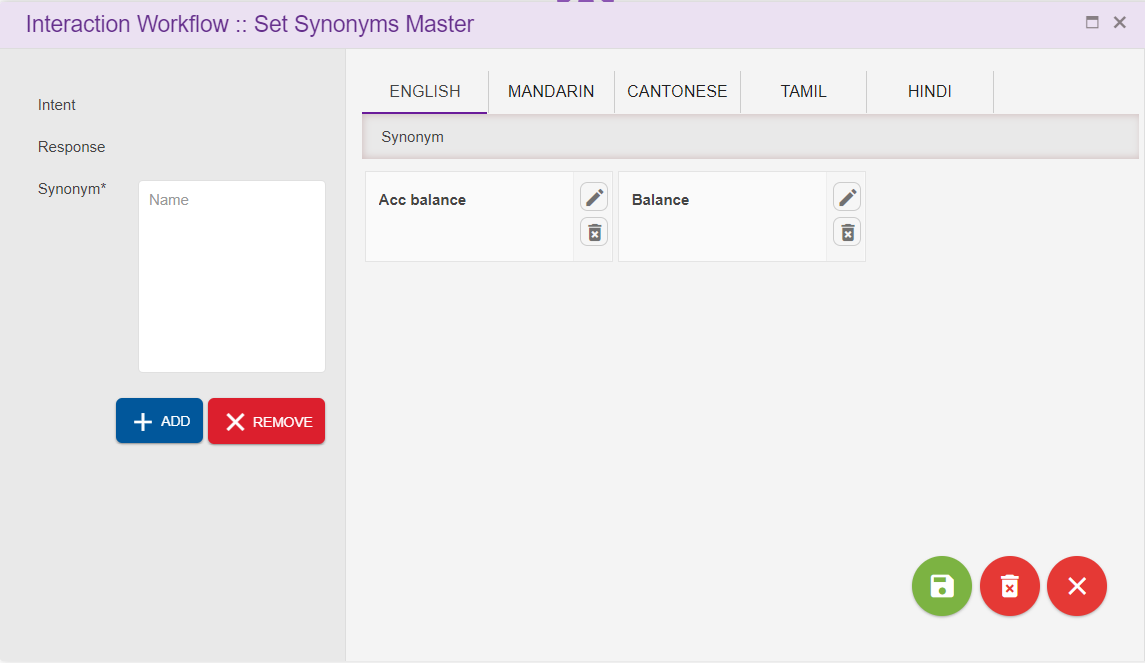 Interaction Workflow :: Set Synonyms Master
Intent
Response
Synonym*
Name
ADD
REMOVE
ENGLISH
MANDARIN
CANTONESE
TAMIL
HINDI
Synonym
Acc balance
Balance